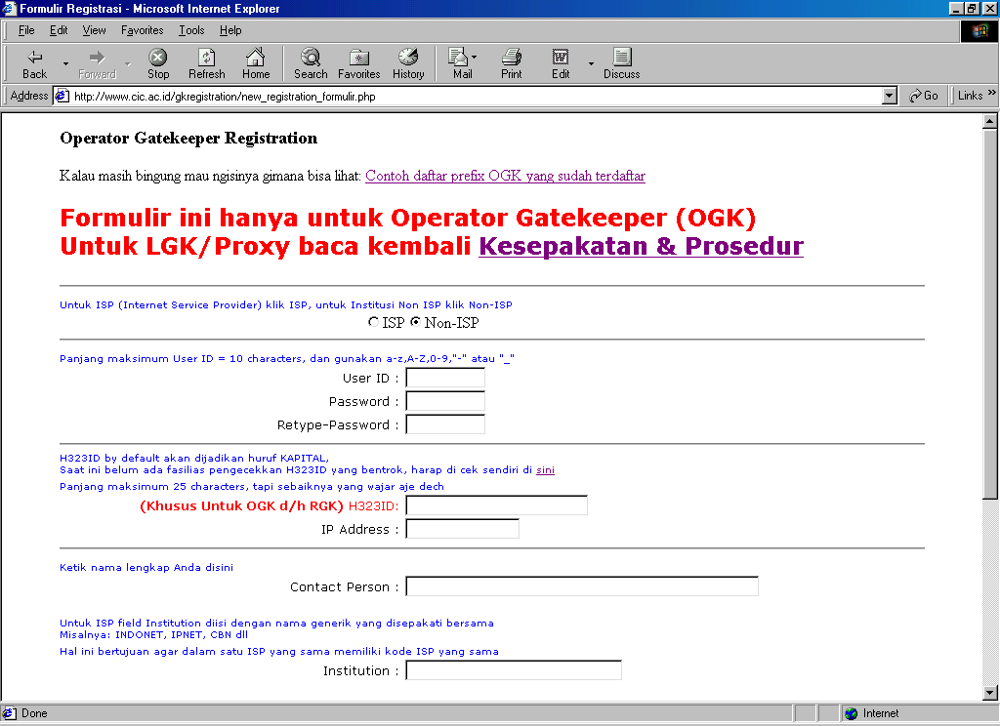 Formulir Registrasi - Microsoft Internet Explorer
File Edit View Favorites Tools Help
Back Forward Stop Refresh Home Search Favorites History Mail Print Edit Discuss
Address http://www.cic.ac.id/gkregistration/new_registration_formulir.php Go Links »
Operator Gatekeeper Registration
Kalau masih bingung mau ngisinya gimana bisa lihat: Contoh daftar prefix OGK yang sudah terdaftar
Formulir ini hanya untuk Operator Gatekeeper (OGK)
Untuk LGK/Proxy baca kembali Kesepakatan & Prosedur
Untuk ISP (Internet Service Provider) klik ISP, untuk Institusi Non ISP klik Non-ISP
ISP Non-ISP
Panjang maksimum User ID = 10 characters, dan gunakan a-z,A-Z,0-9,"-" atau "_"
User ID :
Password :
Retype-Password :
H323ID by default akan dijadikan huruf KAPITAL,
Saat ini belum ada fasilias pengecekkan H323ID yang bentrok, harap di cek sendiri di sini
Panjang maksimum 25 characters, tapi sebaiknya yang wajar aje dech
(Khusus Untuk OGK d/h RGK) H323ID:
IP Address :
Ketik nama lengkap Anda disini
Contact Person :
Untuk ISP field Institution diisi dengan nama generik yang disepakati bersama
Misalnya: INDONET, IPNET, CBN dll
Hal ini bertujuan agar dalam satu ISP yang sama memiliki kode ISP yang sama
Institution :
Done Internet